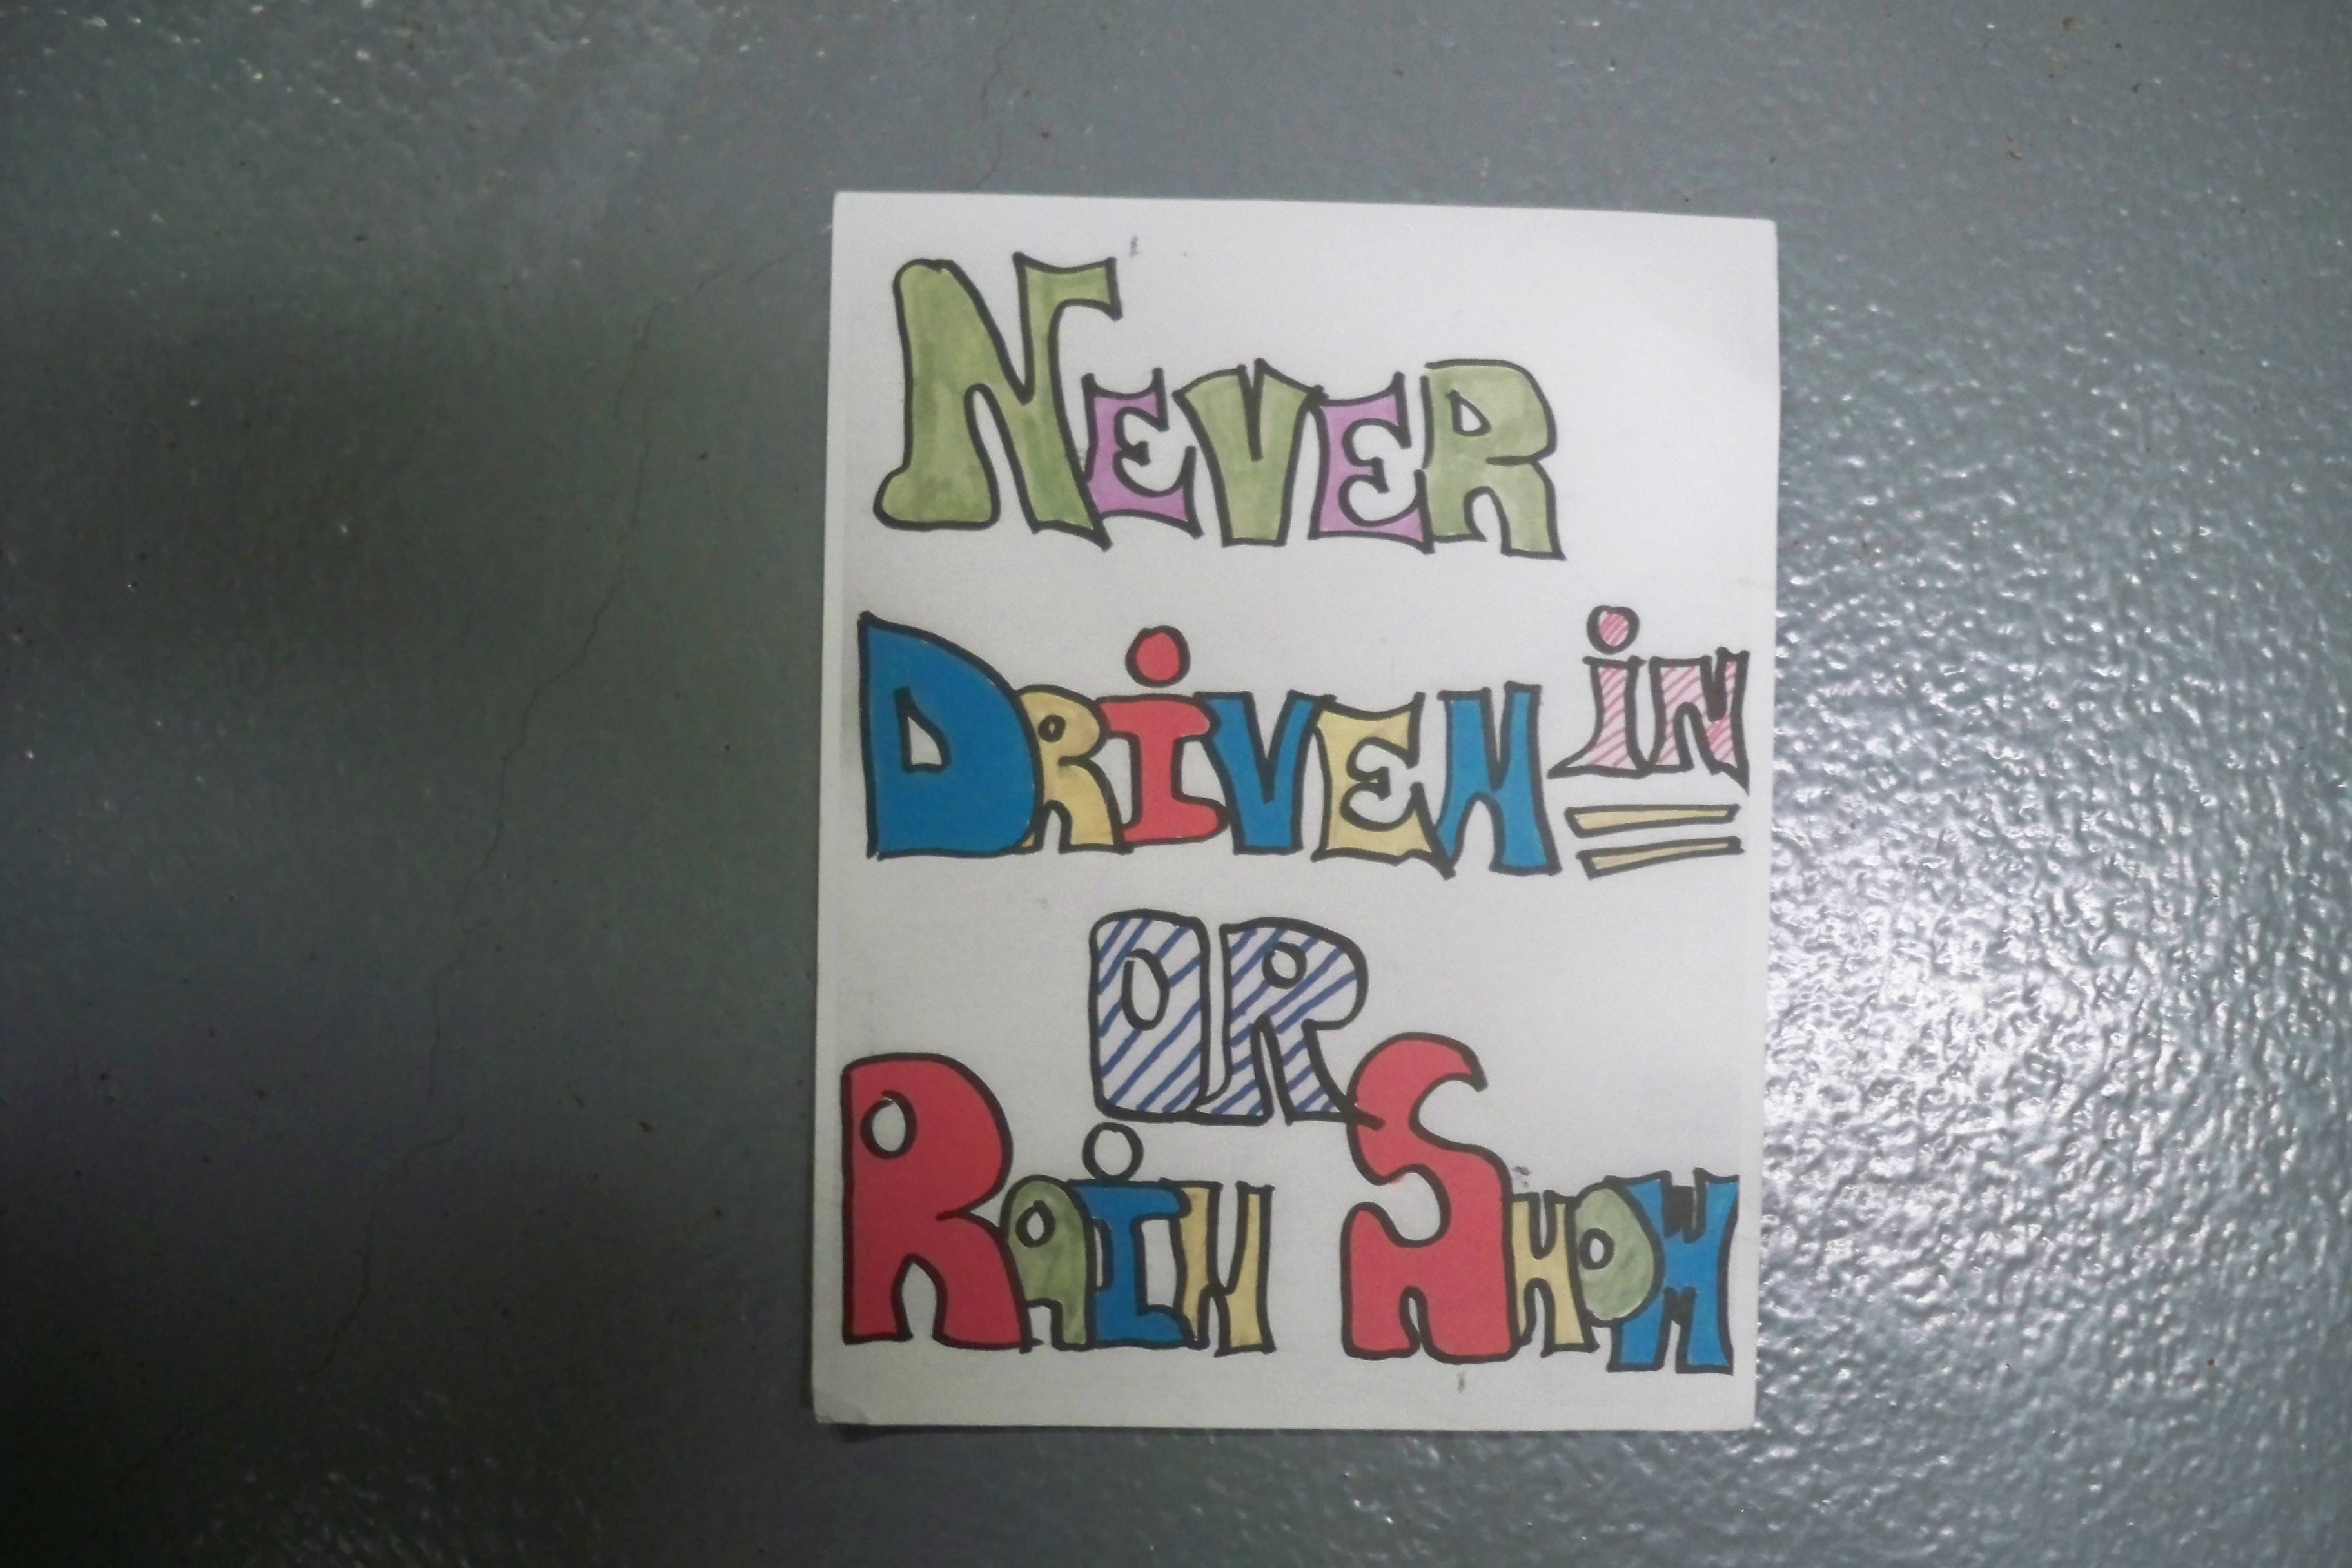 NEVER
DRIVEN IN
OR
RAIN SNOW